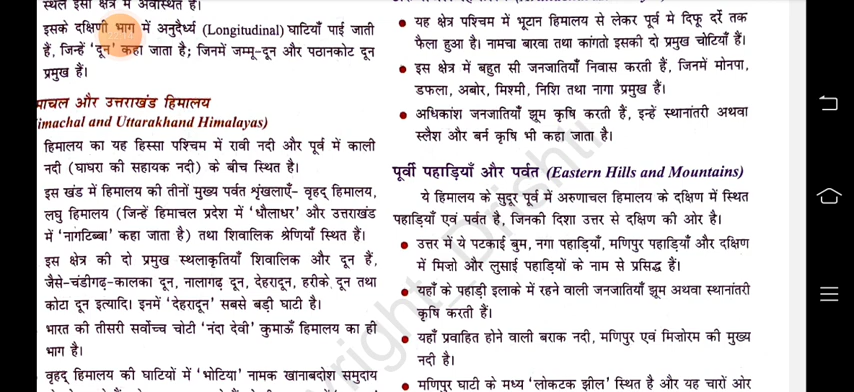 स्थल इसी क्षेत्र में अवस्थित हैं।
इसके दक्षिणी भाग में अनुदैर्ध्य (Longitudinal) घाटियाँ पाई जाती
हैं, जिन्हें 'दून' कहा जाता है; जिनमें जम्मू-दून और पठानकोट दून
प्रमुख हैं।
माचल और उत्तराखंड हिमालय
(imachal and Uttarakhand Himalayas)
हिमालय का यह हिस्सा पश्चिम में रावी नदी और पूर्व में काली
नदी (घाघरा की सहायक नदी) के बीच स्थित है।
इस खंड में हिमालय की तीनों मुख्य पर्वत शृंखलाएँ- वृहद् हिमालय,
लघु हिमालय (जिन्हें हिमाचल प्रदेश में 'धौलाधर' और उत्तराखंड
में 'नागटिब्बा' कहा जाता है) तथा शिवालिक श्रेणियाँ स्थित हैं।
इस क्षेत्र की दो प्रमुख स्थलाकृतियाँ शिवालिक और दून हैं,
जैसे-चंडीगढ़-कालका दून, नालागढ़ दून, देहरादून, हरीके दून तथा
कोटा दून इत्यादि। इनमें 'देहरादून' सबसे बड़ी घाटी है।
भारत की तीसरी सर्वोच्च चोटी 'नंदा देवी' कुमाऊँ हिमालय का ही
भाग है।
वृहद् हिमालय की घाटियों में 'भोटिया' नामक खानाबदोश समुदाय
• यह क्षेत्र पश्चिम में भूटान हिमालय से लेकर पूर्व में दिफू दर्रे तक
फैला हुआ है। नामचा बारवा तथा कांगतो इसकी दो प्रमुख चोटियाँ हैं।
• इस क्षेत्र में बहुत सी जनजातियाँ निवास करती हैं, जिनमें मोनपा,
डफला, अबोर, मिश्मी, निशि तथा नागा प्रमुख हैं।
• अधिकांश जनजातियाँ झूम कृषि करती हैं, इन्हें स्थानांतरी अथवा
स्लैश और बर्न कृषि भी कहा जाता है।
पूर्वी पहाड़ियाँ और पर्वत (Eastern Hills and Mountains)
ये हिमालय के सुदूर पूर्व में अरुणाचल हिमालय के दक्षिण में स्थित
पहाड़ियाँ एवं पर्वत है, जिनकी दिशा उत्तर से दक्षिण की ओर है।
• उत्तर में ये पटकाई बुम, नगा पहाड़ियाँ, मणिपुर पहाड़ियाँ और दक्षिण
में मिज़ो और लुसाई पहाड़ियों के नाम से प्रसिद्ध हैं।
• यहाँ के पहाड़ी इलाके में रहने वाली जनजातियाँ झूम अथवा स्थानांतरी
कृषि करती हैं।
• यहाँ प्रवाहित होने वाली बराक नदी, मणिपुर एवं मिज़ोरम की मुख्य
नदी है।
• मणिपुर घाटी के मध्य 'लोकटक झील' स्थित है और यह चारों ओर